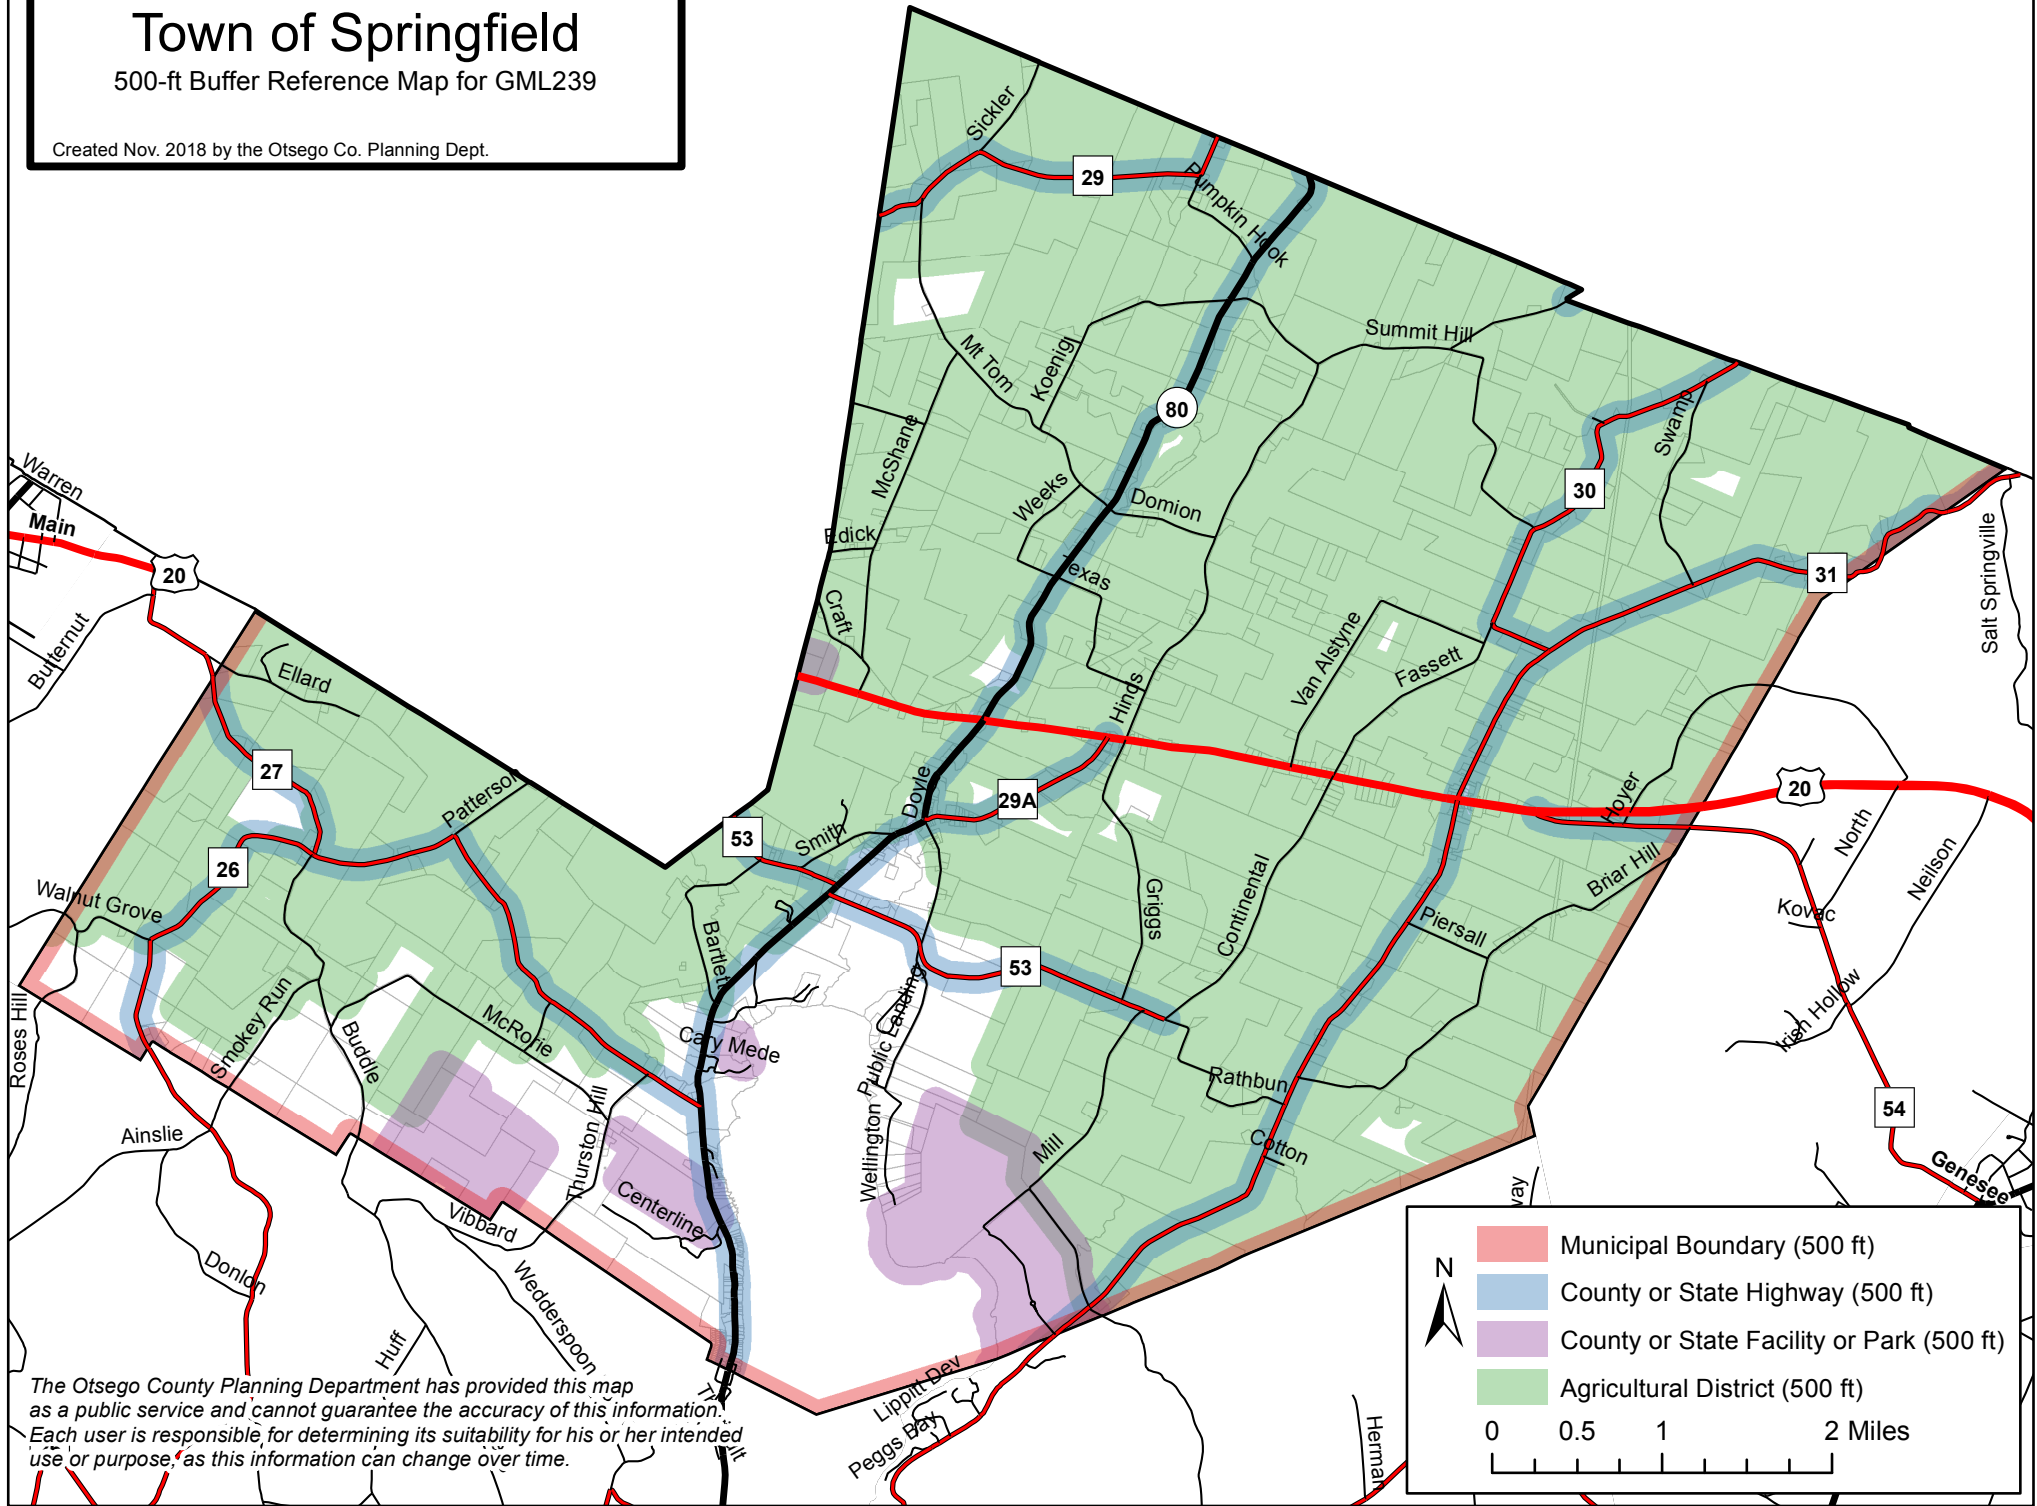 Town of Springfield
500-ft Buffer Reference Map for GML239
Created Nov. 2018 by the Otsego Co. Planning Dept.
Sickler
29
Pumpkin Hook
Summit Hill
Mt Tom
Koenig
80
McShane
Swamp
Warren
Main
20
Weeks
Domion
30
Edick
Texas
31
Salt Springville
Craft
Butternut
Ellard
Van Alstyne
Fassett
Hinds
27
Patterson
Doyle
29A
Hoyer
20
53
Smith
North
26
Walnut Grove
Briar Hill
Neilson
Griggs
Continental
Kovac
Piersall
Bartlett
53
Public Landing
Irish Hollow
Roses Hill
Smokey Run
Buddle
McRorie
Cary Mede
Rathbun
54
Ainslie
Thurston Hill
Wellington
Mill
Cotton
Genesee
Centerline
Vibbard
way
Donlon
Wedderspoon
Huff
Lippitt Dev
Peggs Bay
Herman
N
Municipal Boundary (500 ft)
County or State Highway (500 ft)
County or State Facility or Park (500 ft)
Agricultural District (500 ft)
0 0.5 1 2 Miles
The Otsego County Planning Department has provided this map
as a public service and cannot guarantee the accuracy of this information.
Each user is responsible for determining its suitability for his or her intended
use or purpose, as this information can change over time.